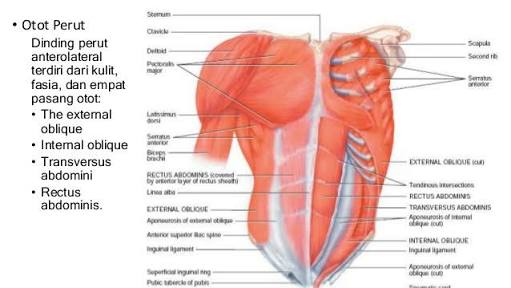 • Otot Perut
Dinding perut
anterolateral
terdiri dari kulit,
fasia, dan empat
pasang otot:
• The external
oblique
• Internal oblique
• Transversus
abdomini
• Rectus
abdominis.
Sternum
Clavicle
Deltoid
Pectoralis
major
Latissimus
dorsi
Serratus
anterior
Biceps
brachii
RECTUS ABDOMINIS (covered
by anterior layer of rectus sheath)
Linea alba
EXTERNAL OBLIQUE
Aponeurosis of external oblique
Anterior superior iliac spine
Inguinal ligament
Superficial inguinal ring
Pubic tubercle of pubis
Scapula
Second rib
Serratus
anterior
EXTERNAL OBLIQUE (cut)
Tendinous intersections
RECTUS ABDOMINIS
TRANSVERSUS ABDOMINIS
Aponeurosis of internal
oblique (cut)
INTERNAL OBLIQUE
Inguinal ligament
Aponeurosis of external
oblique (cut)